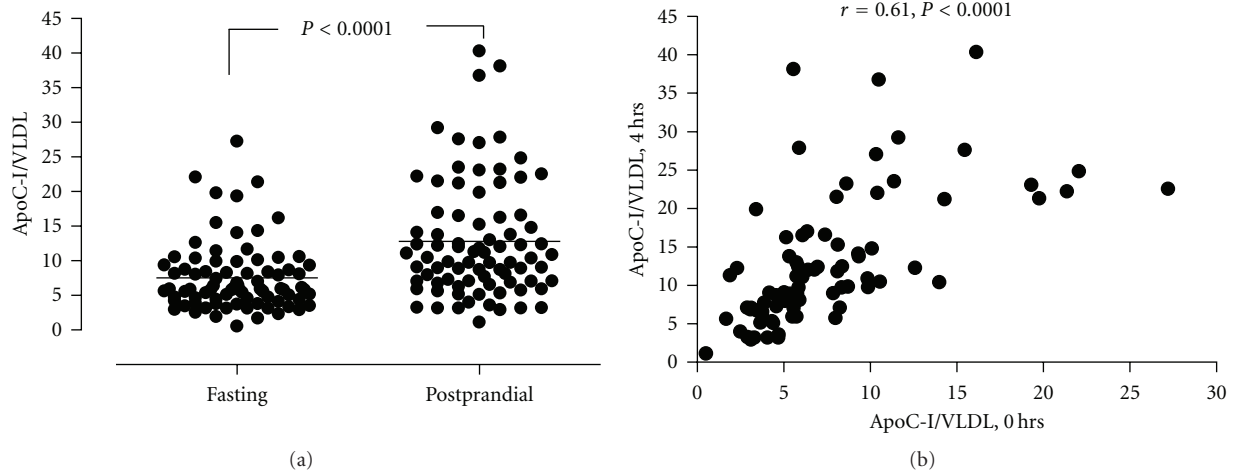 45
40
35
30
25
20
15
10
5
0
ApoC-I/VLDL
P < 0.0001
Fasting
Postprandial
(a)
r = 0.61, P < 0.0001
45
40
35
30
25
20
15
10
5
0
ApoC-I/VLDL, 4 hrs
0 5 10 15 20 25 30
ApoC-I/VLDL, 0 hrs
(b)